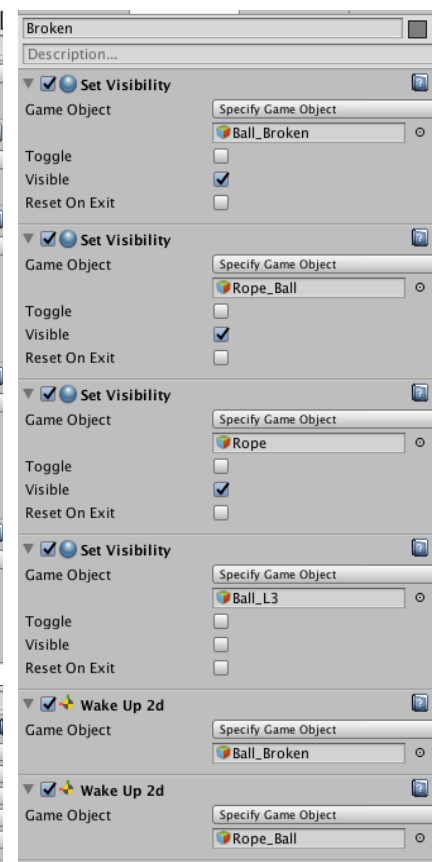 Broken
Description...
Set Visibility
Game Object Specify Game Object
Ball_Broken
Toggle
Visible
Reset On Exit
Set Visibility
Game Object Specify Game Object
Rope_Ball
Toggle
Visible
Reset On Exit
Set Visibility
Game Object Specify Game Object
Rope
Toggle
Visible
Reset On Exit
Set Visibility
Game Object Specify Game Object
Ball_L3
Toggle
Visible
Reset On Exit
Wake Up 2d
Game Object Specify Game Object
Ball_Broken
Wake Up 2d
Game Object Specify Game Object
Rope_Ball